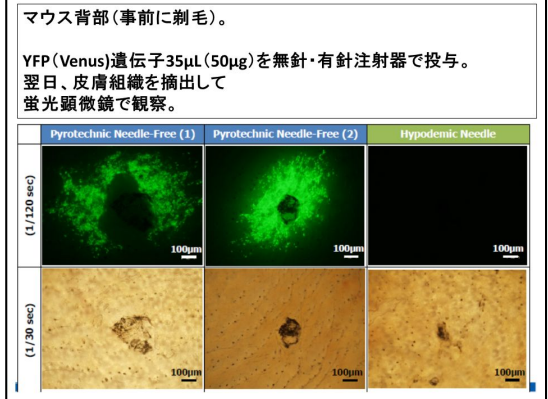 マウス背部(事前に剃毛)。
YFP(Venus)遺伝子35μL(50μg)を無針・有針注射器で投与。
翌日、皮膚組織を摘出して
蛍光顕微鏡で観察。
Pyrotechnic Needle-Free (1) Pyrotechnic Needle-Free (2) Hypodemic Needle
(1/120 sec)
100μm 100μm 100μm
(1/30 sec)
100μm 100μm 100μm